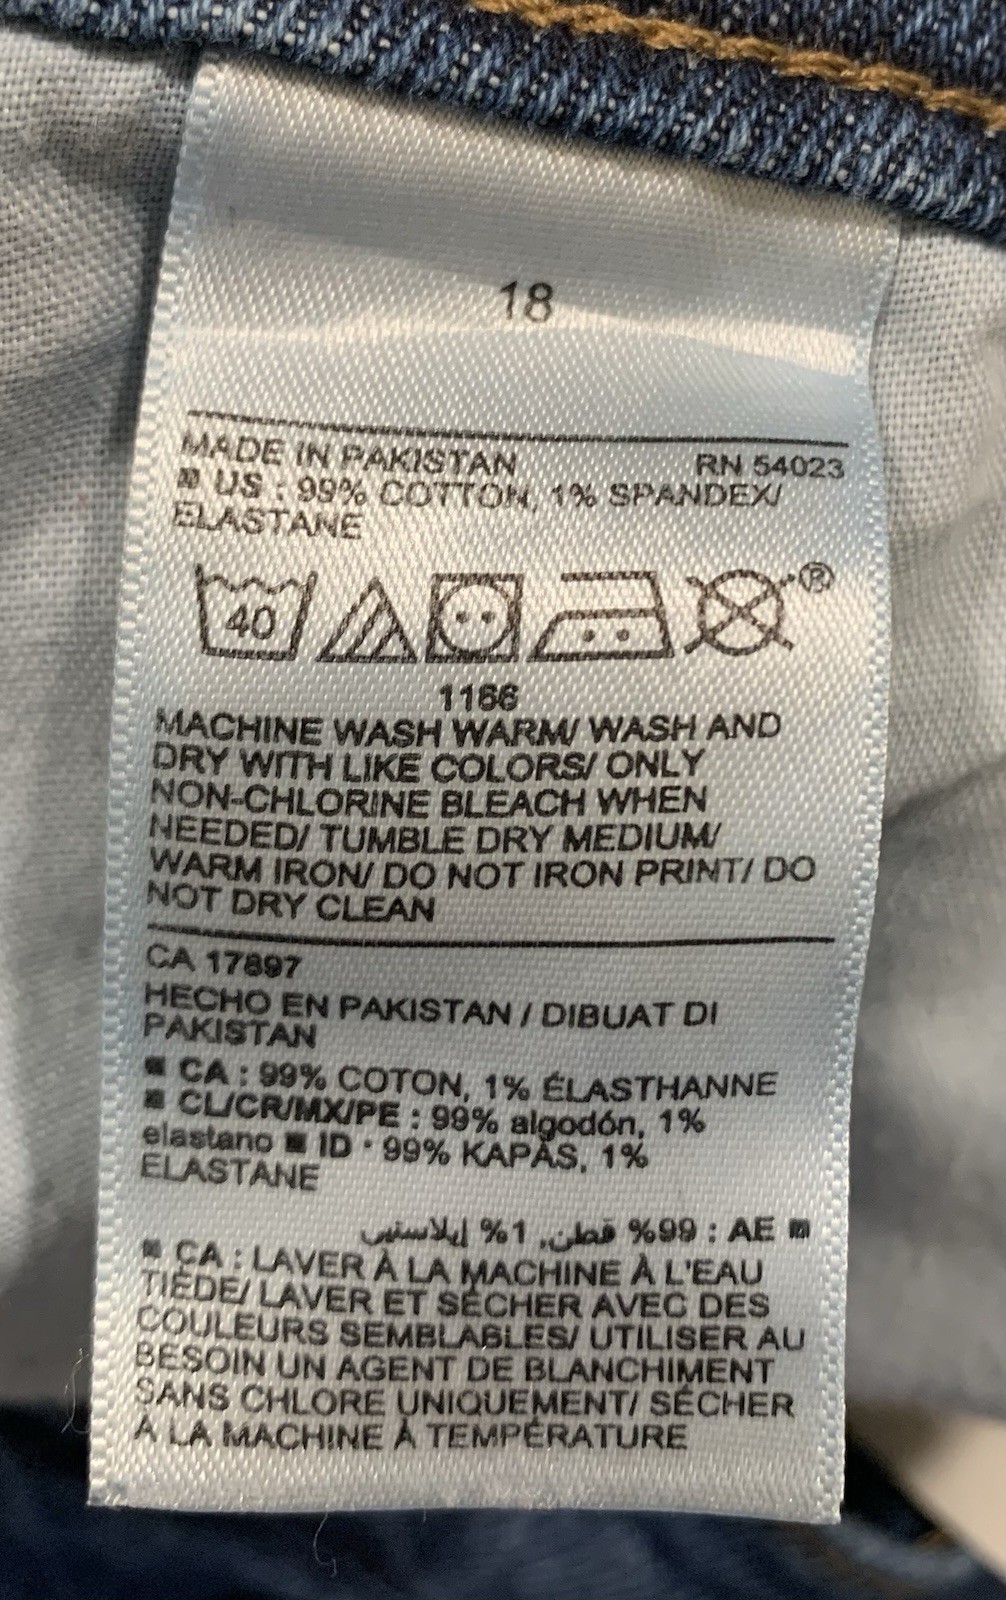 18
MADE IN PAKISTAN RN 54023
US : 99% COTTON, 1% SPANDEX/
ELASTANE
40 ®
1166
MACHINE WASH WARM/ WASH AND
DRY WITH LIKE COLORS/ ONLY
NON-CHLORINE BLEACH WHEN
NEEDED/ TUMBLE DRY MEDIUM/
WARM IRON/ DO NOT IRON PRINT/ DO
NOT DRY CLEAN
CA 17897
HECHO EN PAKISTAN / DIBUAT DI
PAKISTAN
■ CA : 99% COTON, 1% ÉLASTHANNE
■ CL/CR/MX/PE : 99% algodón, 1%
elastano ■ ID : 99% KAPAS, 1%
ELASTANE
■ AE : 99% قطن, 1% إيلاستين
■ CA : LAVER À LA MACHINE À L'EAU
TIÈDE/ LAVER ET SÉCHER AVEC DES
COULEURS SEMBLABLES/ UTILISER AU
BESOIN UN AGENT DE BLANCHIMENT
SANS CHLORE UNIQUEMENT/ SÉCHER
À LA MACHINE À TEMPÉRATURE